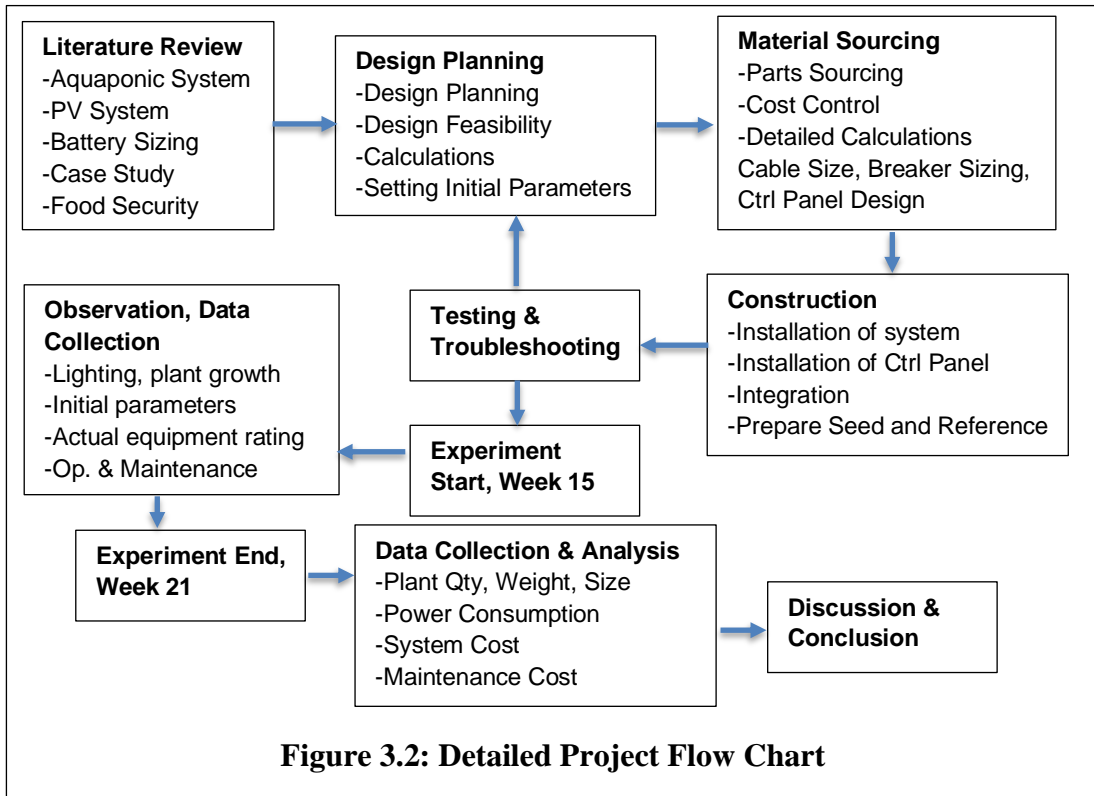 Literature Review
-Aquaponic System
-PV System
-Battery Sizing
-Case Study
-Food Security
Design Planning
-Design Planning
-Design Feasibility
-Calculations
-Setting Initial Parameters
Material Sourcing
-Parts Sourcing
-Cost Control
-Detailed Calculations
Cable Size, Breaker Sizing,
Ctrl Panel Design
Construction
-Installation of system
-Installation of Ctrl Panel
-Integration
-Prepare Seed and Reference
Testing &
Troubleshooting
Experiment
Start, Week 15
Observation, Data
Collection
-Lighting, plant growth
-Initial parameters
-Actual equipment rating
-Op. & Maintenance
Experiment End,
Week 21
Data Collection & Analysis
-Plant Qty, Weight, Size
-Power Consumption
-System Cost
-Maintenance Cost
Discussion &
Conclusion
Figure 3.2: Detailed Project Flow Chart